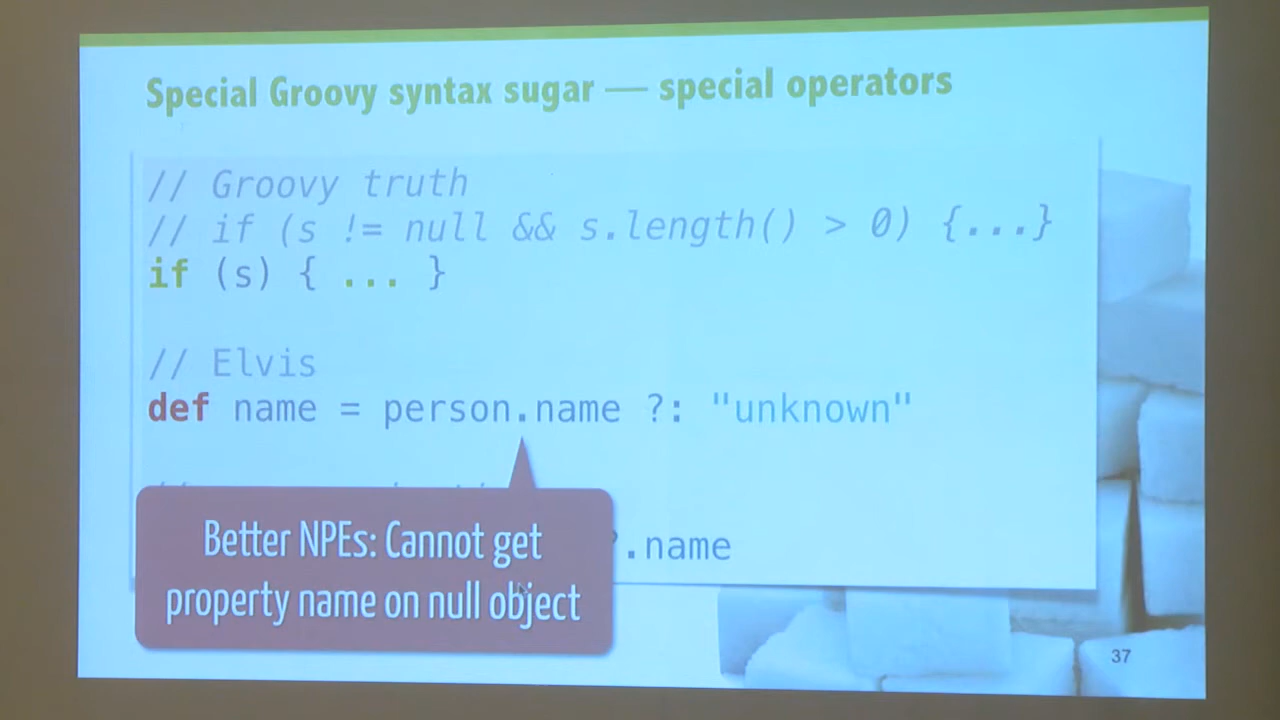 Special Groovy syntax sugar — special operators
// Groovy truth
// if (s != null && s.length() > 0) {...}
if (s) { ... }
// Elvis
def name = person.name ?: "unknown"
Better NPEs: Cannot get
property name on null object
?.name
37